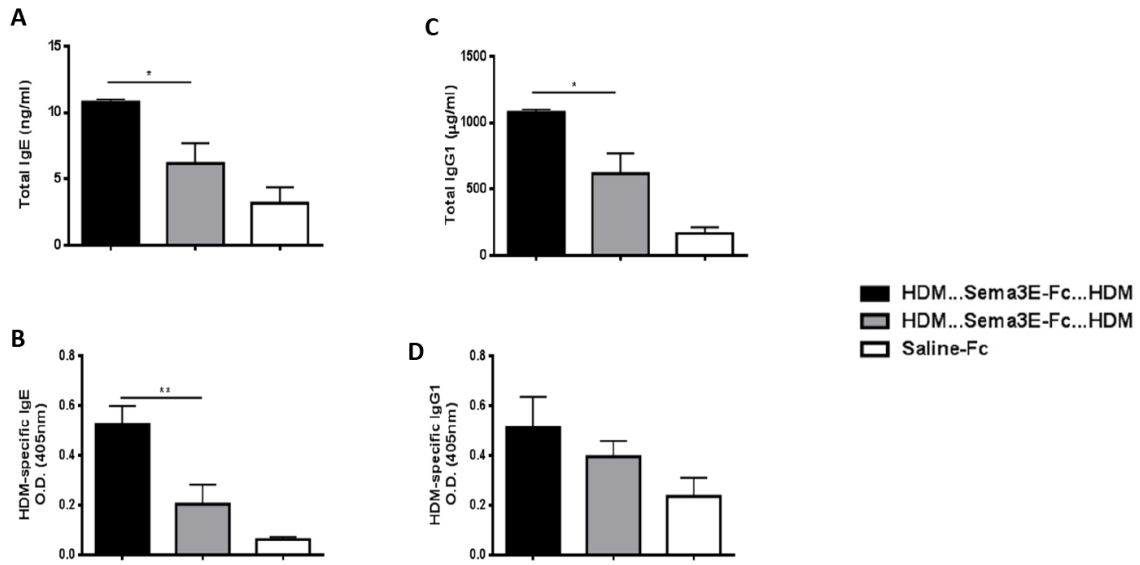 A
15
10
5
0
Total IgE (ng/ml)
*
C
1500
1000
500
0
Total IgG1 (µg/ml)
*
B
0.8
0.6
0.4
0.2
0.0
HDM-specific IgE
O.D. (405nm)
**
D
0.8
0.6
0.4
0.2
0.0
HDM-specific IgG1
O.D. (405nm)
HDM...Sema3E-Fc...HDM
HDM...Sema3E-Fc...HDM
Saline-Fc